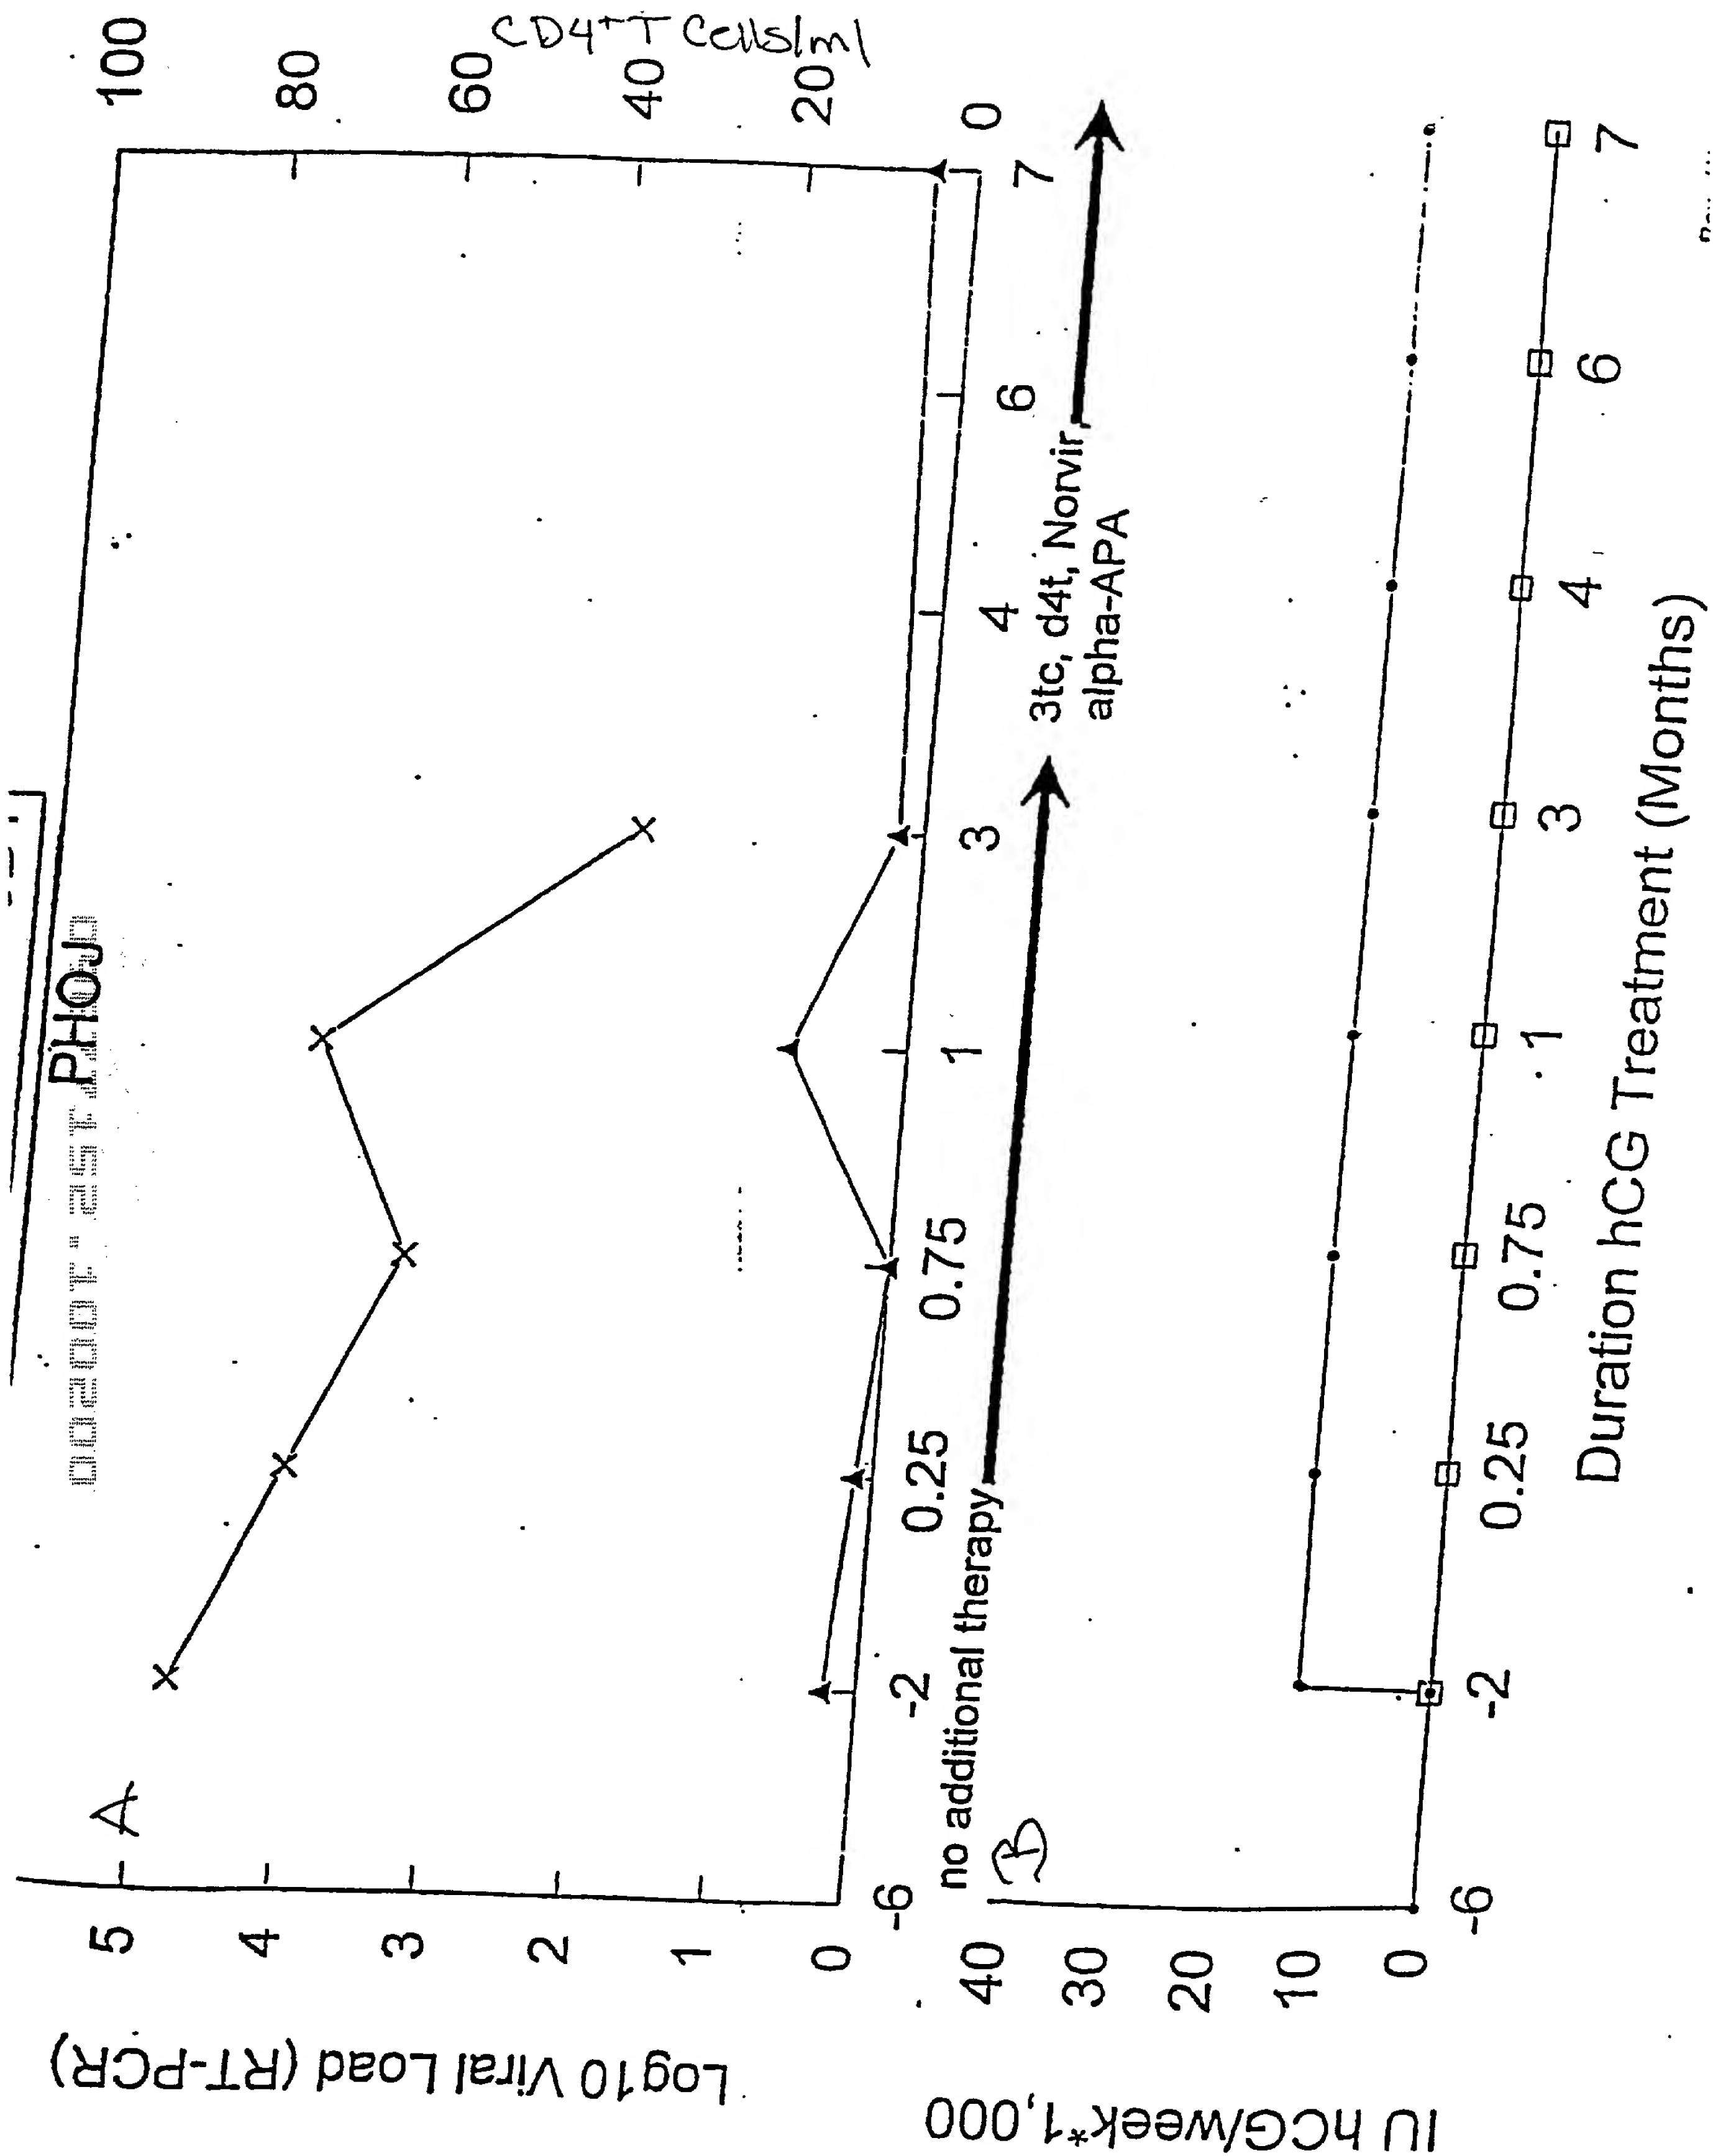 PHOJ
A
Log10 Viral Load (RT-PCR)
5
4
3
2
1
0
CD4+T Cells/ml
100
80
60
40
20
0
-6 -2 0.25 0.75 1 3 4 6 7
no additional therapy
3tc, d4t, Norvir,
alpha-APA
B
IU hCG/week*1,000
40
30
20
10
0
-6 -2 0.25 0.75 1 3 4 6 7
Duration hCG Treatment (Months)